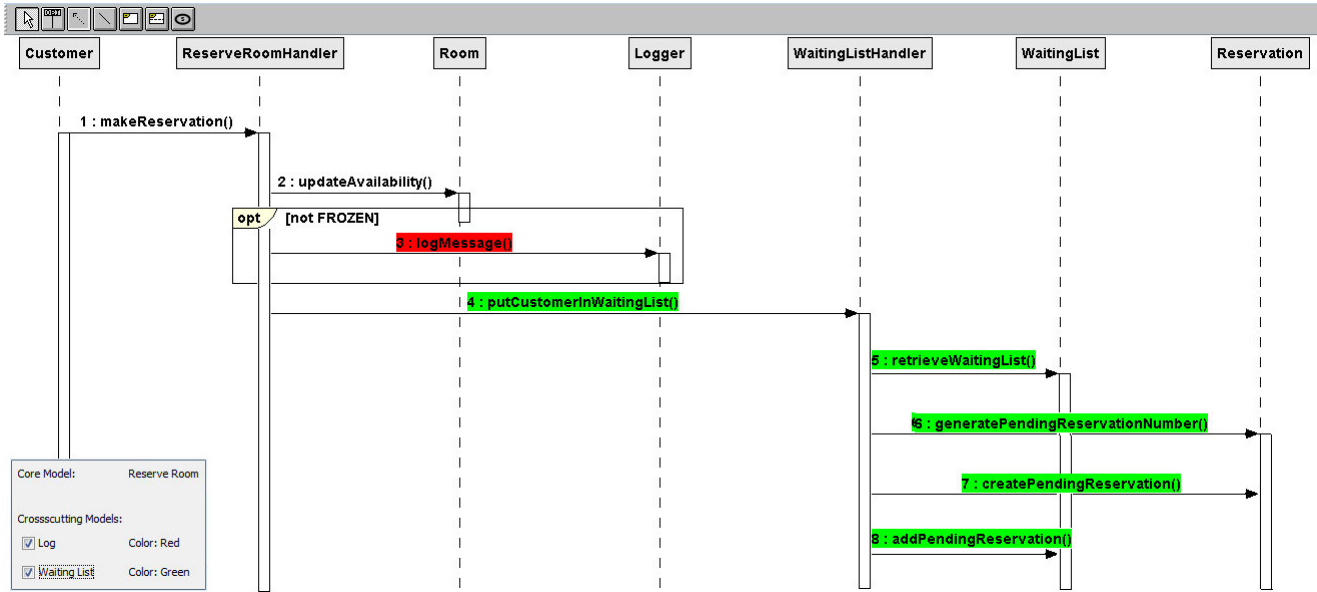 OBJ
Customer
ReserveRoomHandler
Room
Logger
WaitingListHandler
WaitingList
Reservation
1 : makeReservation()
2 : updateAvailability()
opt [not FROZEN]
3 : logMessage()
4 : putCustomerInWaitingList()
5 : retrieveWaitingList()
6 : generatePendingReservationNumber()
7 : createPendingReservation()
8 : addPendingReservation()
Core Model: Reserve Room
Crossscutting Models:
Log Color: Red
Waiting List Color: Green